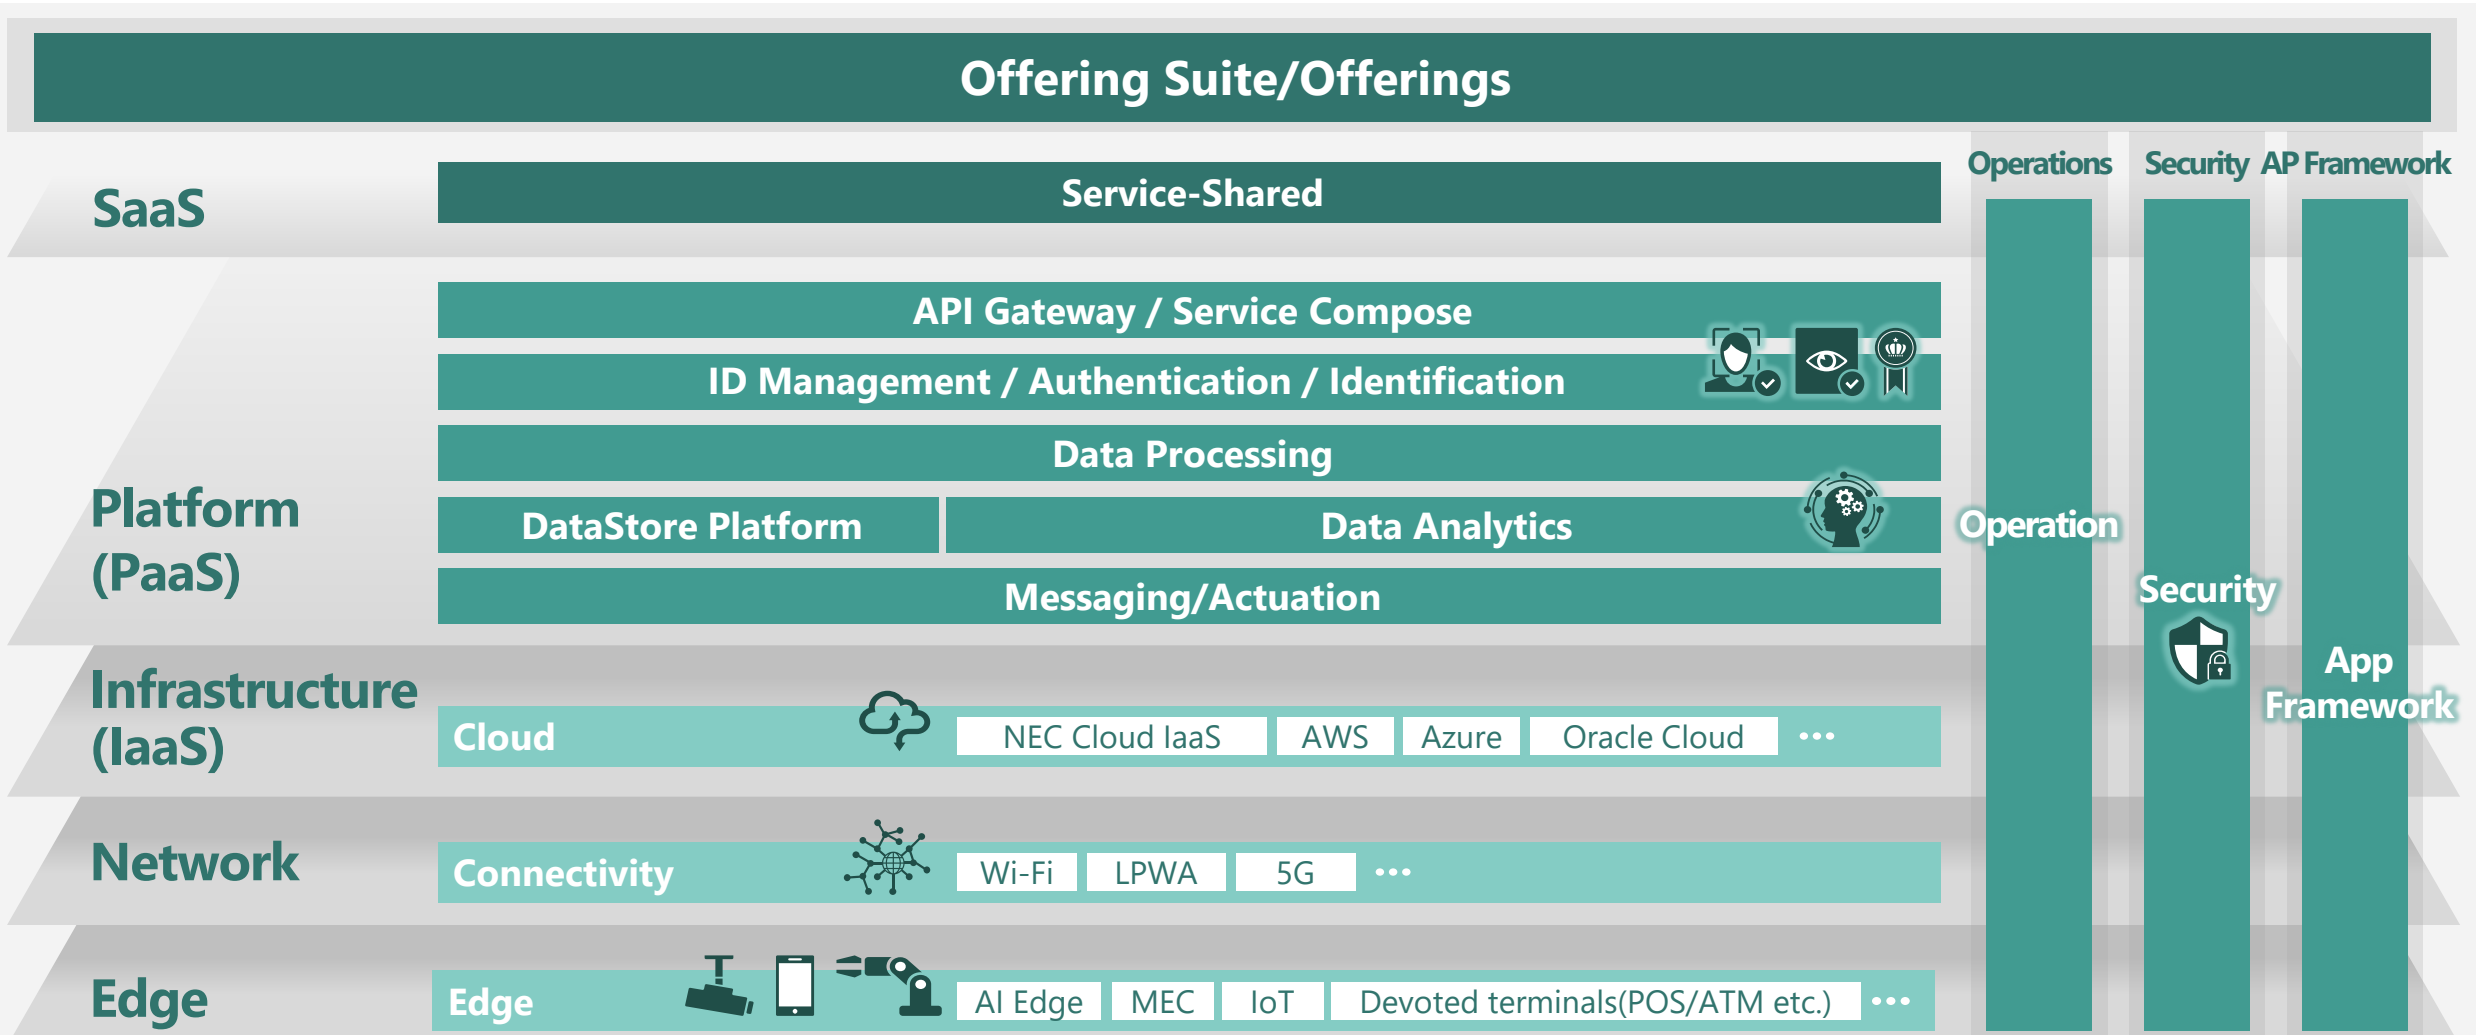 Offering Suite/Offerings
Operations
Security
AP Framework
SaaS
Service-Shared
Platform
(PaaS)
API Gateway / Service Compose
ID Management / Authentication / Identification
Data Processing
DataStore Platform
Data Analytics
Messaging/Actuation
Operation
Security
App
Framework
Infrastructure
(IaaS)
Cloud
NEC Cloud IaaS
AWS
Azure
Oracle Cloud
•••
Network
Connectivity
Wi-Fi
LPWA
5G
•••
Edge
Edge
AI Edge
MEC
IoT
Devoted terminals(POS/ATM etc.)
•••